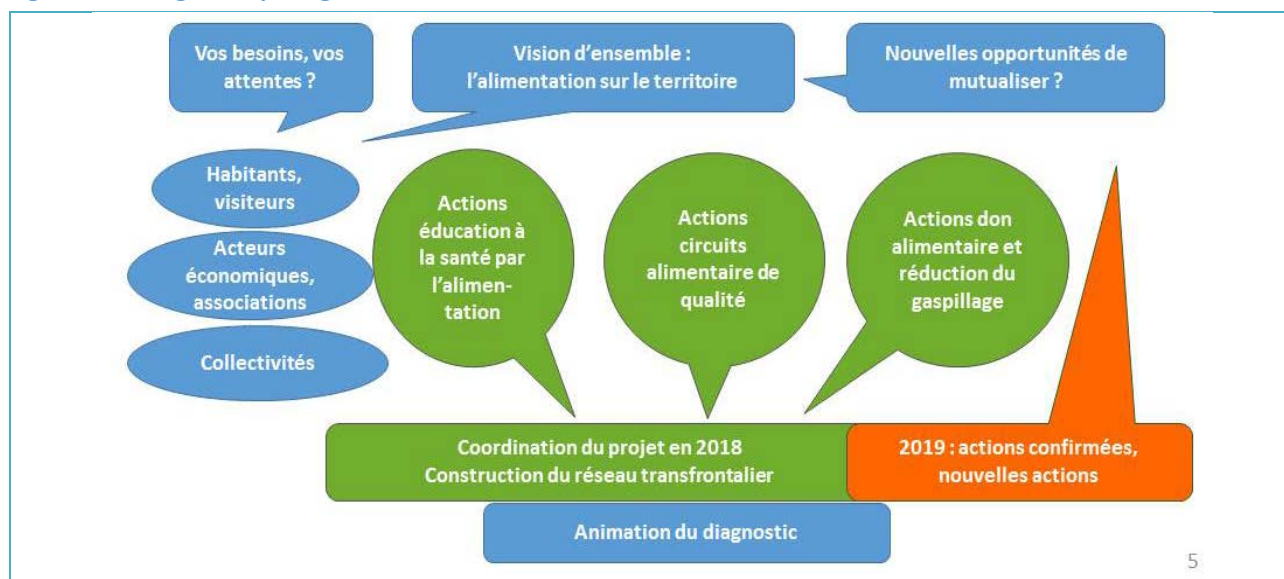 Vos besoins, vos
attentes ?
Vision d'ensemble :
l'alimentation sur le territoire
Nouvelles opportunités de
mutualiser ?
Habitants,
visiteurs
Acteurs
économiques,
associations
Collectivités
Actions
éducation à
la santé par
l'alimen-
tation
Actions
circuits
alimentaire de
qualité
Actions don
alimentaire et
réduction du
gaspillage
Coordination du projet en 2018
Construction du réseau transfrontalier
2019 : actions confirmées,
nouvelles actions
Animation du diagnostic
5